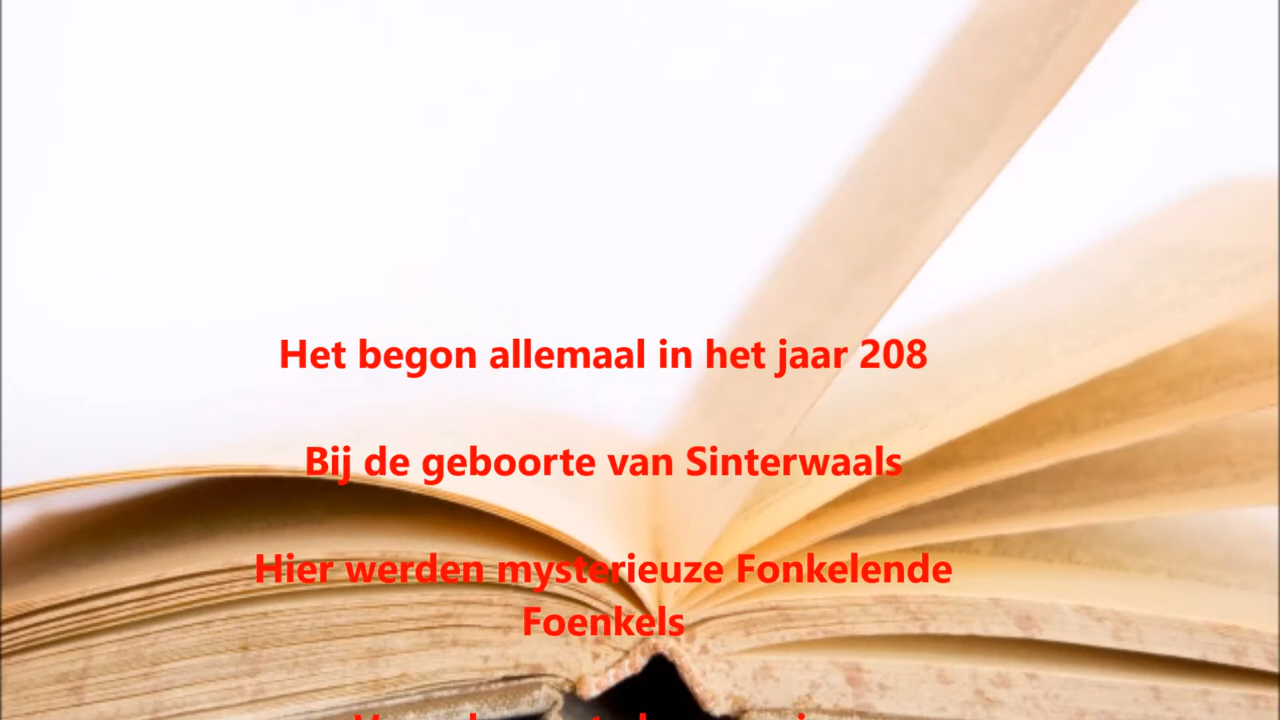 Het begon allemaal in het jaar 208
Bij de geboorte van Sinterwaals
Hier werden mysterieuze Fonkelende
Foenkels